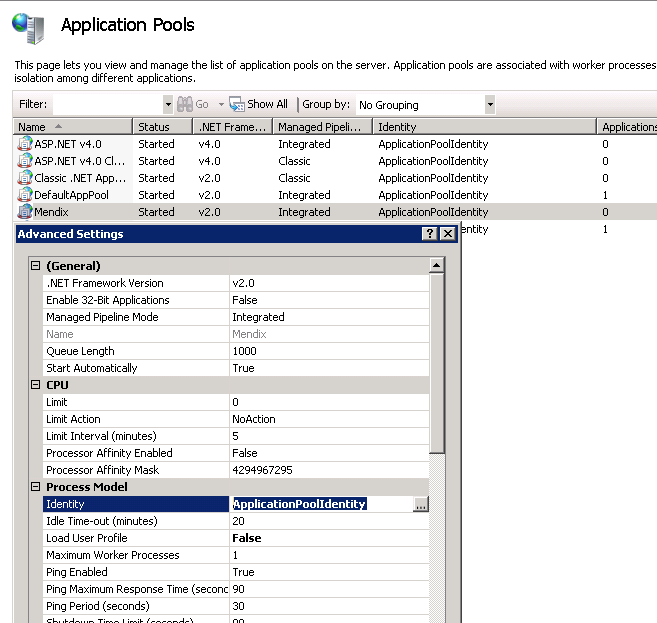 Application Pools
This page lets you view and manage the list of application pools on the server. Application pools are associated with worker processes
isolation among different applications.
Filter: Go Show All Group by: No Grouping
Name Status .NET Frame... Managed Pipeli... Identity Applications
ASP.NET v4.0 Started v4.0 Integrated ApplicationPoolIdentity 0
ASP.NET v4.0 Cl... Started v4.0 Classic ApplicationPoolIdentity 0
Classic .NET App... Started v2.0 Classic ApplicationPoolIdentity 0
DefaultAppPool Started v2.0 Integrated ApplicationPoolIdentity 1
Mendix Started v2.0 Integrated ApplicationPoolIdentity 0
entity 1
Advanced Settings ?
(General)
.NET Framework Version v2.0
Enable 32-Bit Applications False
Managed Pipeline Mode Integrated
Name Mendix
Queue Length 1000
Start Automatically True
CPU
Limit 0
Limit Action NoAction
Limit Interval (minutes) 5
Processor Affinity Enabled False
Processor Affinity Mask 4294967295
Process Model
Identity ApplicationPoolIdentity ...
Idle Time-out (minutes) 20
Load User Profile False
Maximum Worker Processes 1
Ping Enabled True
Ping Maximum Response Time (second 90
Ping Period (seconds) 30
Shutdown Time Limit (seconds) 90